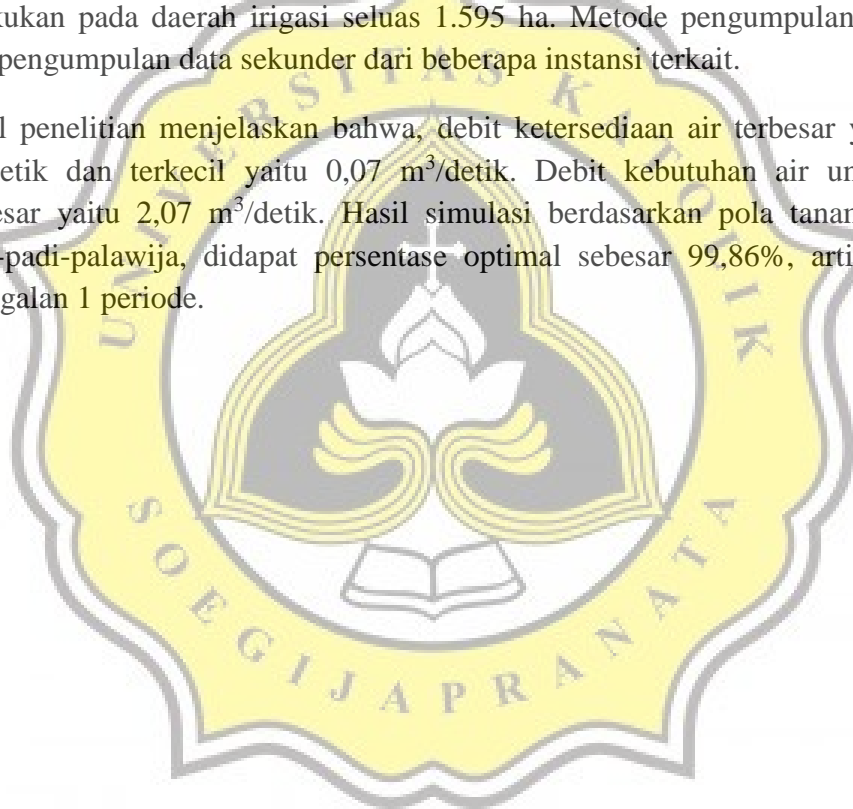 kukan pada daerah irigasi seluas 1.595 ha. Metode pengumpulan
pengumpulan data sekunder dari beberapa instansi terkait.
l penelitian menjelaskan bahwa, debit ketersediaan air terbesar y
etik dan terkecil yaitu 0,07 m³/detik. Debit kebutuhan air un
esar yaitu 2,07 m³/detik. Hasil simulasi berdasarkan pola tanam
-padi-palawija, didapat persentase optimal sebesar 99,86%, arti
galan 1 periode.
UNIVERSITAS KATOLIK
SOEGIJAPRANATA